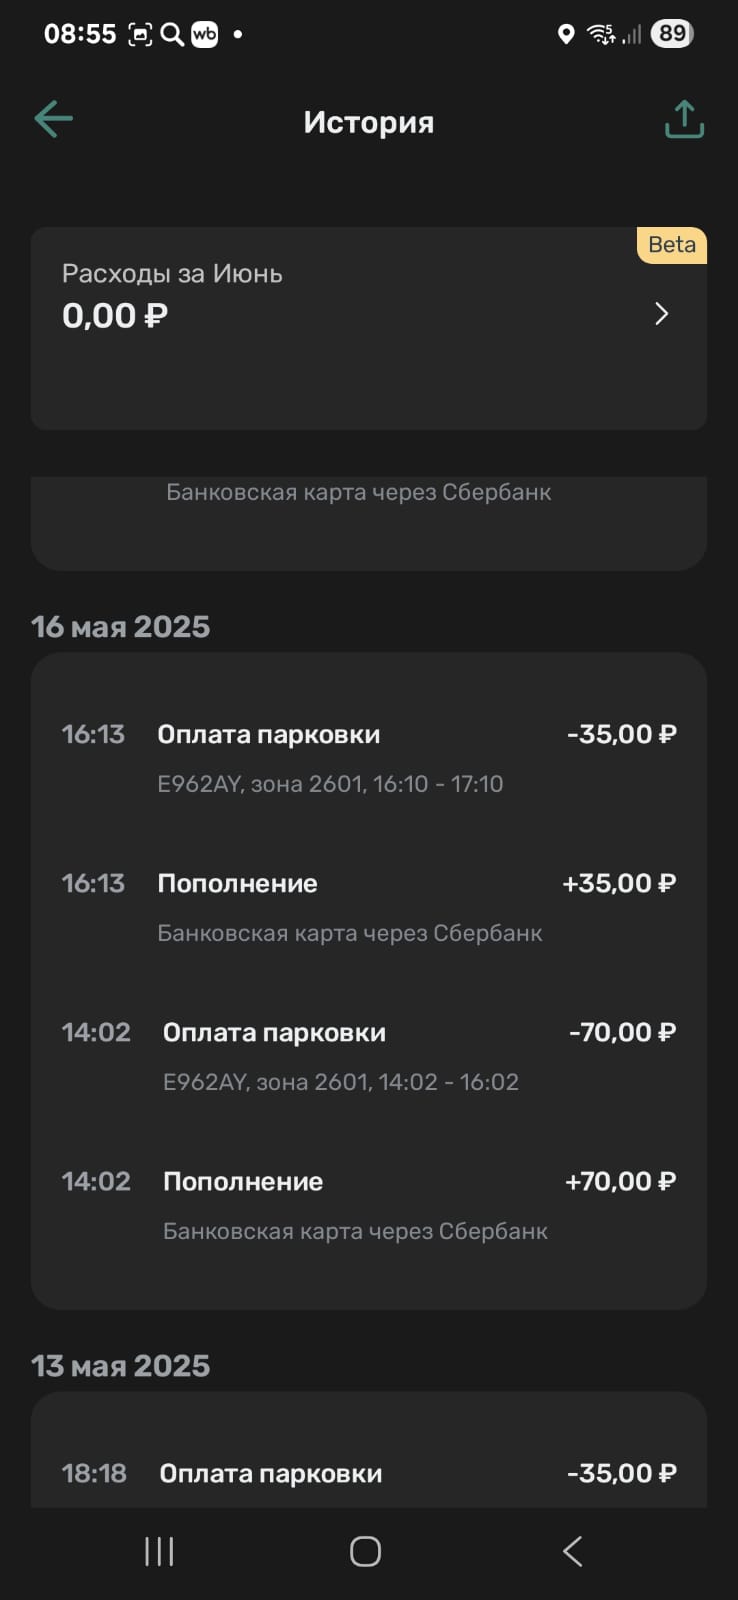 08:55 wb 5 89
История
Beta
Расходы за Июнь
0,00 ₽
Банковская карта через Сбербанк
16 мая 2025
16:13 Оплата парковки -35,00 ₽
E962AY, зона 2601, 16:10 - 17:10
16:13 Пополнение +35,00 ₽
Банковская карта через Сбербанк
14:02 Оплата парковки -70,00 ₽
E962AY, зона 2601, 14:02 - 16:02
14:02 Пополнение +70,00 ₽
Банковская карта через Сбербанк
13 мая 2025
18:18 Оплата парковки -35,00 ₽